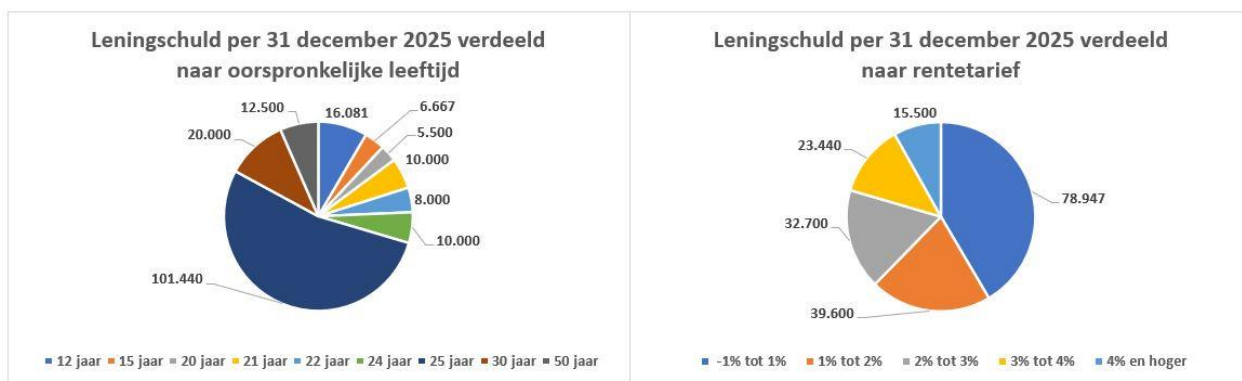 Leningschuld per 31 december 2025 verdeeld
naar oorspronkelijke leeftijd
12.500
16.081
6.667
20.000
5.500
10.000
8.000
10.000
101.440
12 jaar 15 jaar 20 jaar 21 jaar 22 jaar 24 jaar 25 jaar 30 jaar 50 jaar
Leningschuld per 31 december 2025 verdeeld
naar rentetarief
15.500
23.440
78.947
32.700
39.600
-1% tot 1% 1% tot 2% 2% tot 3% 3% tot 4% 4% en hoger